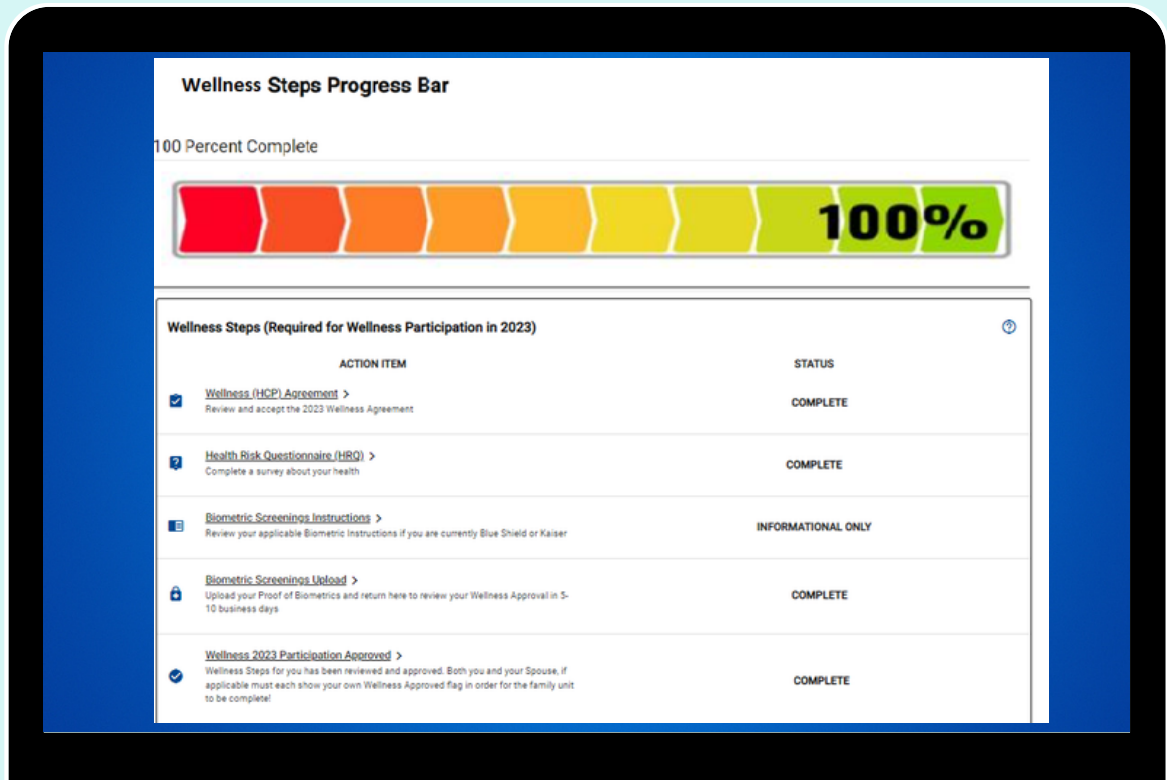 Wellness Steps Progress Bar
100 Percent Complete
100%
Wellness Steps (Required for Wellness Participation in 2023)
ACTION ITEM
STATUS
Wellness (HCP) Agreement >
Review and accept the 2023 Wellness Agreement
COMPLETE
Health Risk Questionnaire (HRQ) >
Complete a survey about your health
COMPLETE
Biometric Screenings Instructions >
Review your applicable Biometric Instructions if you are currently Blue Shield or Kaiser
INFORMATIONAL ONLY
Biometric Screenings Upload >
Upload your Proof of Biometrics and return here to review your Wellness Approval in 5-
10 business days
COMPLETE
Wellness 2023 Participation Approved >
Wellness Steps for you has been reviewed and approved. Both you and your Spouse, if
applicable must each show your own Wellness Approved flag in order for the family unit
to be complete!
COMPLETE